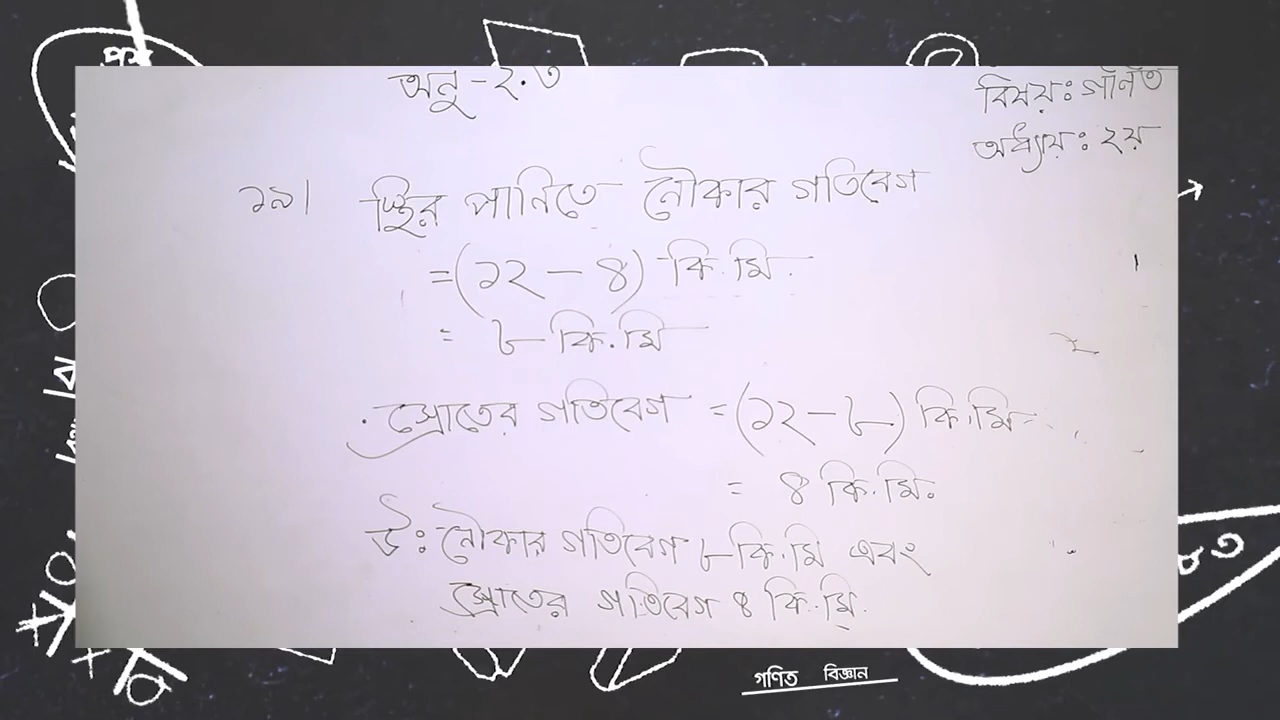 অনু - ২.৩
বিষয়ঃ গণিত
অধ্যায়ঃ ২য়
১৯। স্থির পানিতে নৌকার গতিবেগ
=(১২ – ৪) কি.মি.
= ৮ কি.মি
স্রোতের গতিবেগ = (১২ – ৮) কি.মি
= ৪ কি.মি.
উঃ নৌকার গতিবেগ ৮ কি.মি এবং
স্রোতের গতিবেগ ৪ কি.মি.
গণিত বিজ্ঞান